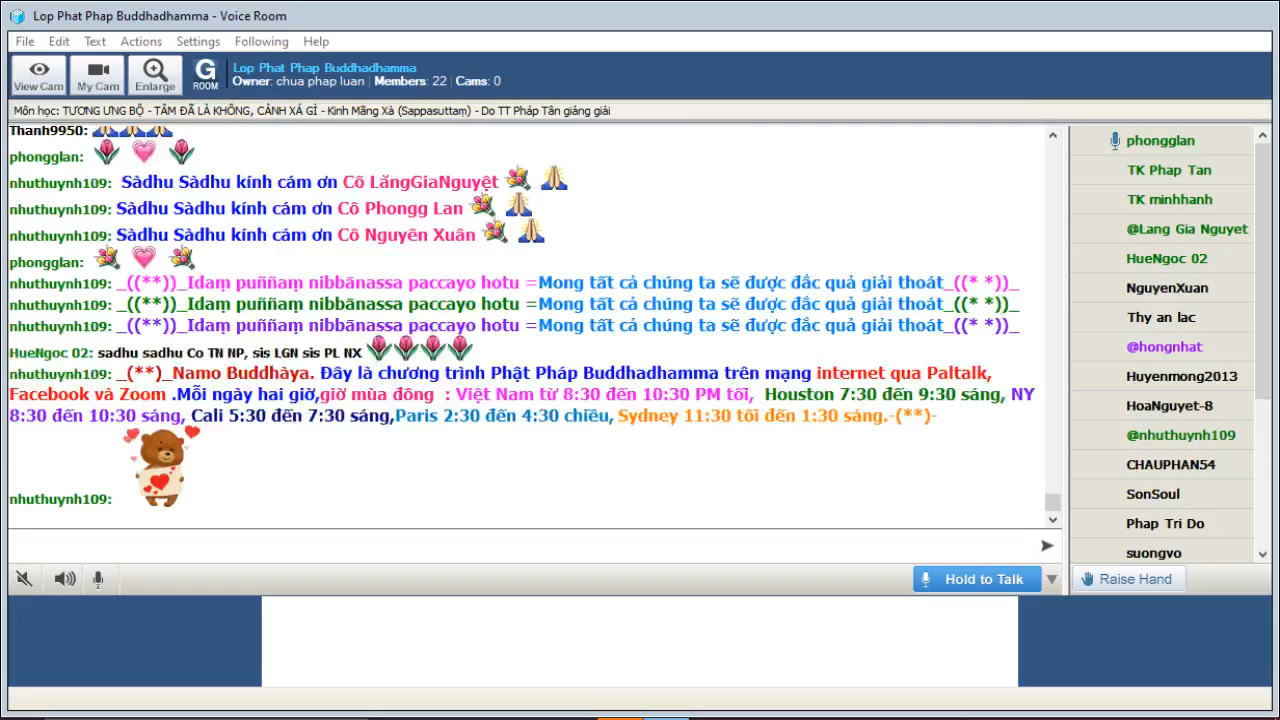 Lop Phat Phap Buddhadhamma - Voice Room
File Edit Text Actions Settings Following Help
View Cam My Cam Enlarge G ROOM
Lop Phat Phap Buddhadhamma
Owner: chua phap luan | Members: 22 | Cams: 0
Môn học: TƯƠNG ƯNG BỘ - TÂM ĐÃ LÀ KHÔNG, CẢNH XÁ GÌ - Kinh Mãng Xà (Sappasuttaṃ) - Do TT Pháp Tân giảng giải
Thanh9950:
phongglan:
nhuthuynh109: Sàdhu Sàdhu kính cám ơn Cô LăngGiaNguyệt
nhuthuynh109: Sàdhu Sàdhu kính cám ơn Cô Phongg Lan
nhuthuynh109: Sàdhu Sàdhu kính cám ơn Cô Nguyên Xuân
phongglan:
nhuthuynh109: _((**))_Idaṃ puññaṃ nibbānassa paccayo hotu =Mong tất cả chúng ta sẽ được đắc quả giải thoát_((* *))_
nhuthuynh109: _((**))_Idaṃ puññaṃ nibbānassa paccayo hotu =Mong tất cả chúng ta sẽ được đắc quả giải thoát_((* *))_
nhuthuynh109: _((**))_Idaṃ puññaṃ nibbānassa paccayo hotu =Mong tất cả chúng ta sẽ được đắc quả giải thoát_((* *))_
HueNgoc 02: sadhu sadhu Co TN NP, sis LGN sis PL NX
nhuthuynh109: _(**)_Namo Buddhàya. Đây là chương trình Phật Pháp Buddhadhamma trên mạng internet qua Paltalk,
Facebook và Zoom .Mỗi ngày hai giờ,giờ mùa đông : Việt Nam từ 8:30 đến 10:30 PM tối, Houston 7:30 đến 9:30 sáng, NY
8:30 đến 10:30 sáng, Cali 5:30 đến 7:30 sáng,Paris 2:30 đến 4:30 chiều, Sydney 11:30 tối đến 1:30 sáng.-(**)-
nhuthuynh109:
Hold to Talk
phongglan
TK Phap Tan
TK minhhanh
@Lang Gia Nguyet
HueNgoc 02
NguyenXuan
Thy an lac
@hongnhat
Huyenmong2013
HoaNguyet-8
@nhuthuynh109
CHAUPHAN54
SonSoul
Phap Tri Do
suongvo
Raise Hand